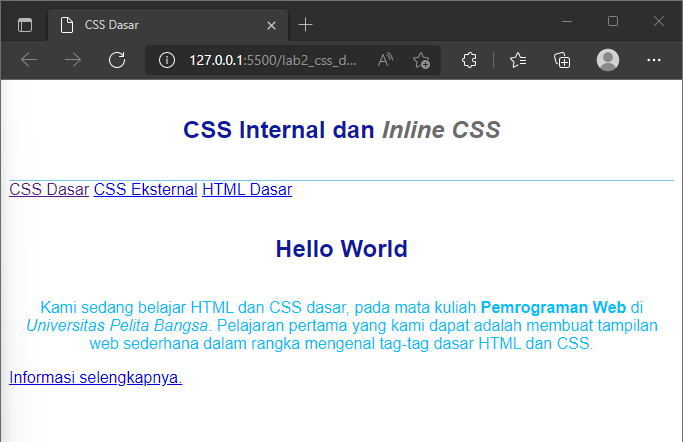 CSS Dasar
127.0.0.1:5500/lab2_css_d...
CSS Internal dan Inline CSS
CSS Dasar CSS Eksternal HTML Dasar
Hello World
Kami sedang belajar HTML dan CSS dasar, pada mata kuliah Pemrograman Web di
Universitas Pelita Bangsa. Pelajaran pertama yang kami dapat adalah membuat tampilan
web sederhana dalam rangka mengenal tag-tag dasar HTML dan CSS.
Informasi selengkapnya.